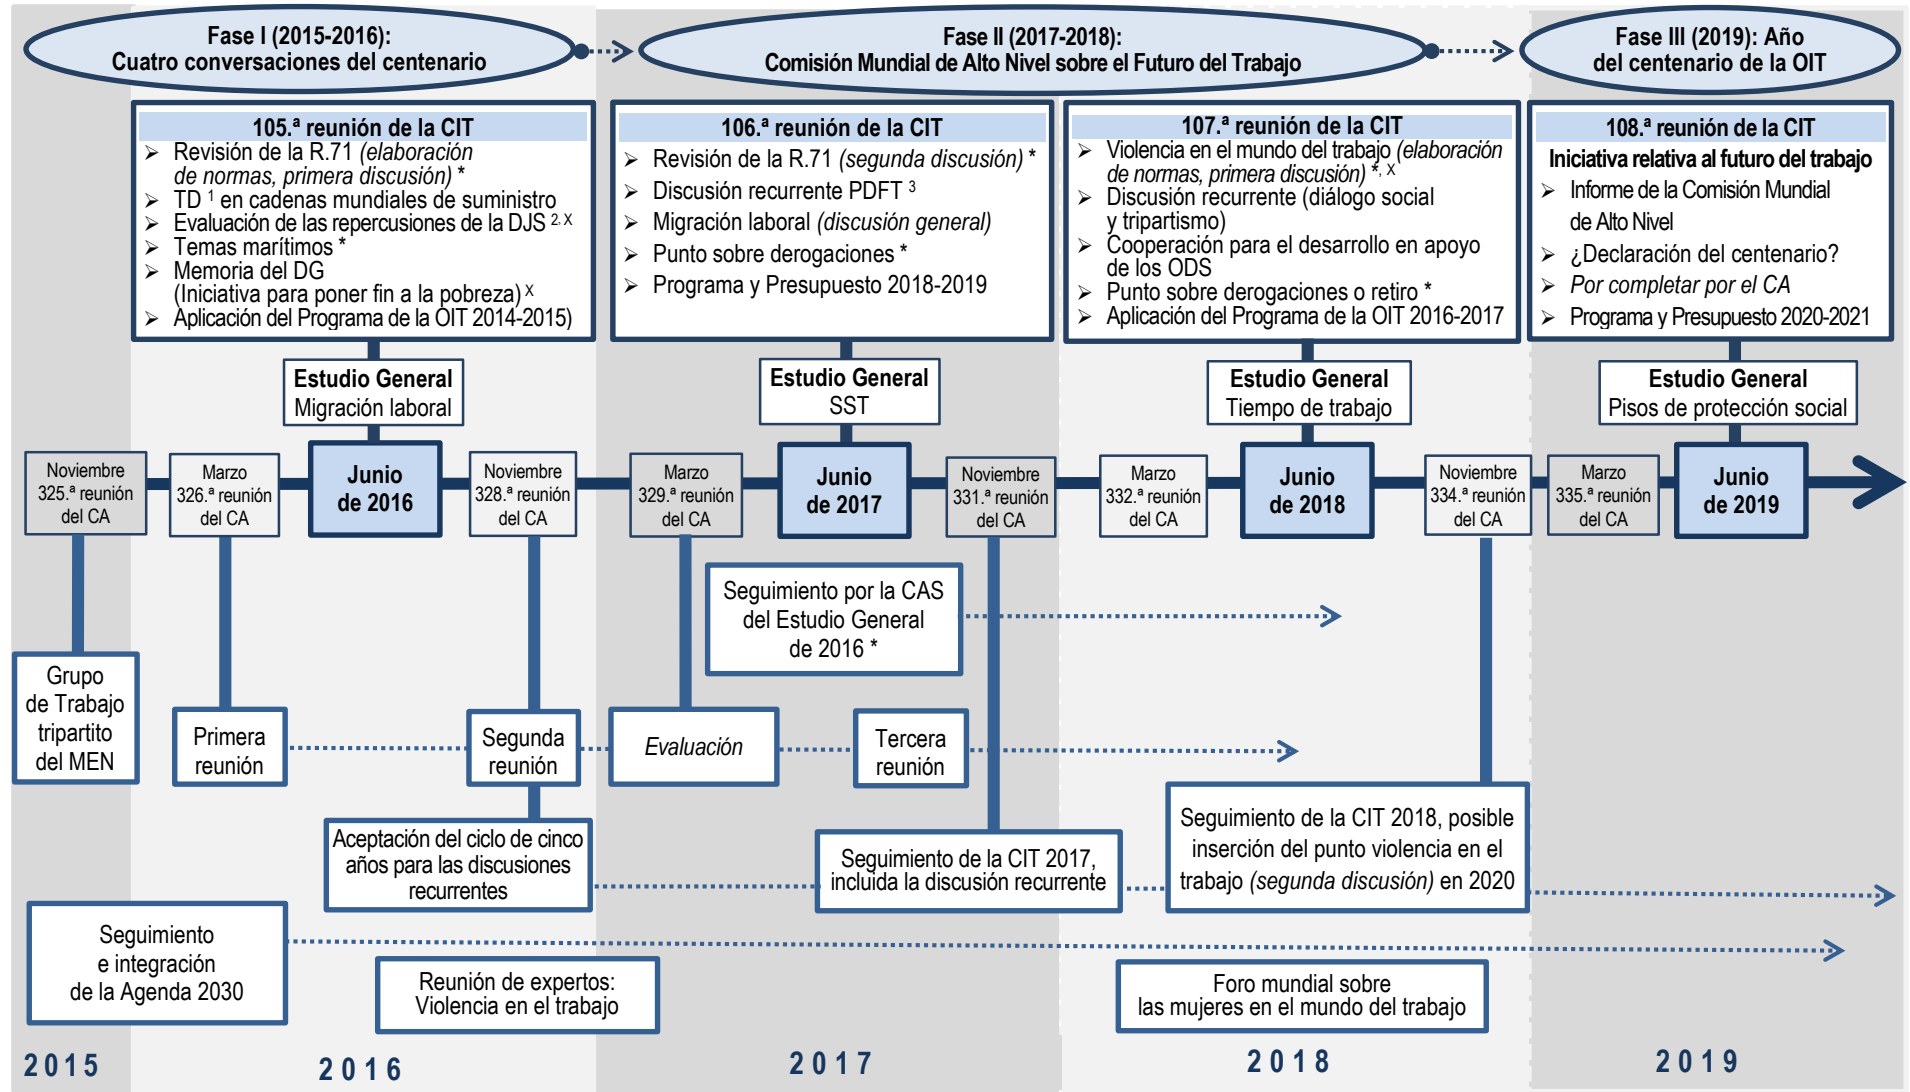 Fase I (2015-2016):
Cuatro conversaciones del centenario
Fase II (2017-2018):
Comisión Mundial de Alto Nivel sobre el Futuro del Trabajo
Fase III (2019): Año
del centenario de la OIT
105.ª reunión de la CIT
➢ Revisión de la R.71 (elaboración
de normas, primera discusión) *
➢ TD ¹ en cadenas mundiales de suministro
➢ Evaluación de las repercusiones de la DJS ²,ˣ
➢ Temas marítimos *
➢ Memoria del DG
(Iniciativa para poner fin a la pobreza) ˣ
➢ Aplicación del Programa de la OIT 2014-2015)
106.ª reunión de la CIT
➢ Revisión de la R.71 (segunda discusión) *
➢ Discusión recurrente PDFT ³
➢ Migración laboral (discusión general)
➢ Punto sobre derogaciones *
➢ Programa y Presupuesto 2018-2019
107.ª reunión de la CIT
➢ Violencia en el mundo del trabajo (elaboración
de normas, primera discusión) *, ˣ
➢ Discusión recurrente (diálogo social
y tripartismo)
➢ Cooperación para el desarrollo en apoyo
de los ODS
➢ Punto sobre derogaciones o retiro *
➢ Aplicación del Programa de la OIT 2016-2017
108.ª reunión de la CIT
Iniciativa relativa al futuro del trabajo
➢ Informe de la Comisión Mundial
de Alto Nivel
➢ ¿Declaración del centenario?
➢ Por completar por el CA
➢ Programa y Presupuesto 2020-2021
Estudio General
Migración laboral
Estudio General
SST
Estudio General
Tiempo de trabajo
Estudio General
Pisos de protección social
Noviembre
325.ª reunión
del CA
Marzo
326.ª reunión
del CA
Junio
de 2016
Noviembre
328.ª reunión
del CA
Marzo
329.ª reunión
del CA
Junio
de 2017
Noviembre
331.ª reunión
del CA
Marzo
332.ª reunión
del CA
Junio
de 2018
Noviembre
334.ª reunión
del CA
Marzo
335.ª reunión
del CA
Junio
de 2019
Seguimiento por la CAS
del Estudio General
de 2016 *
Grupo
de Trabajo
tripartito
del MEN
Primera
reunión
Segunda
reunión
Evaluación
Tercera
reunión
Aceptación del ciclo de cinco
años para las discusiones
recurrentes
Seguimiento de la CIT 2017,
incluida la discusión recurrente
Seguimiento de la CIT 2018, posible
inserción del punto violencia en el
trabajo (segunda discusión) en 2020
Seguimiento
e integración
de la Agenda 2030
Reunión de expertos:
Violencia en el trabajo
Foro mundial sobre
las mujeres en el mundo del trabajo
2015
2016
2017
2018
2019